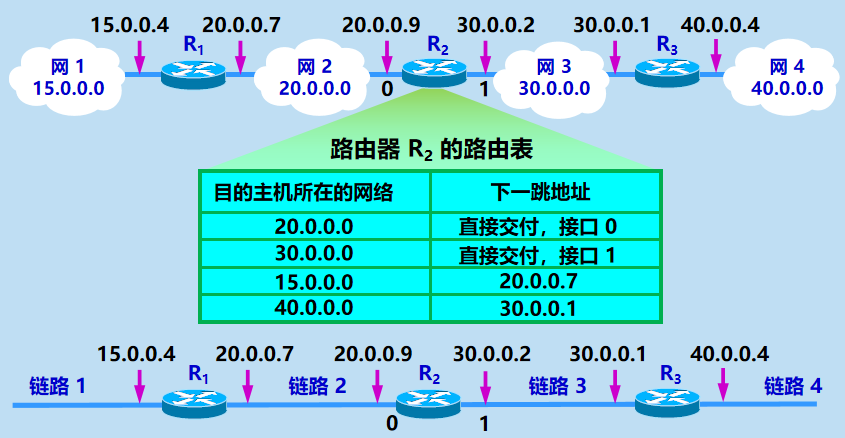 15.0.0.4 20.0.0.7 20.0.0.9 30.0.0.2 30.0.0.1 40.0.0.4
R1 R2 R3
网 1 网 2 网 3 网 4
15.0.0.0 20.0.0.0 30.0.0.0 40.0.0.0
0 1
路由器 R2 的路由表
目的主机所在的网络 下一跳地址
20.0.0.0 直接交付，接口 0
30.0.0.0 直接交付，接口 1
15.0.0.0 20.0.0.7
40.0.0.0 30.0.0.1
15.0.0.4 20.0.0.7 20.0.0.9 30.0.0.2 30.0.0.1 40.0.0.4
链路 1 R1 链路 2 R2 链路 3 R3 链路 4
0 1